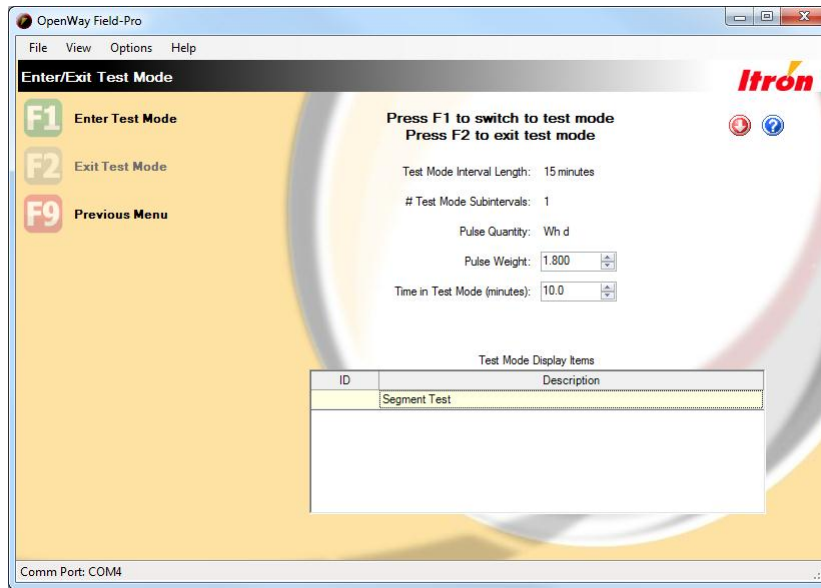 OpenWay Field-Pro
File View Options Help
Enter/Exit Test Mode
Itrón
F1 Enter Test Mode
F2 Exit Test Mode
F9 Previous Menu
Press F1 to switch to test mode
Press F2 to exit test mode
Test Mode Interval Length: 15 minutes
# Test Mode Subintervals: 1
Pulse Quantity: Wh d
Pulse Weight: 1.800
Time in Test Mode (minutes): 10.0
Test Mode Display Items
ID Description
Segment Test
Comm Port: COM4